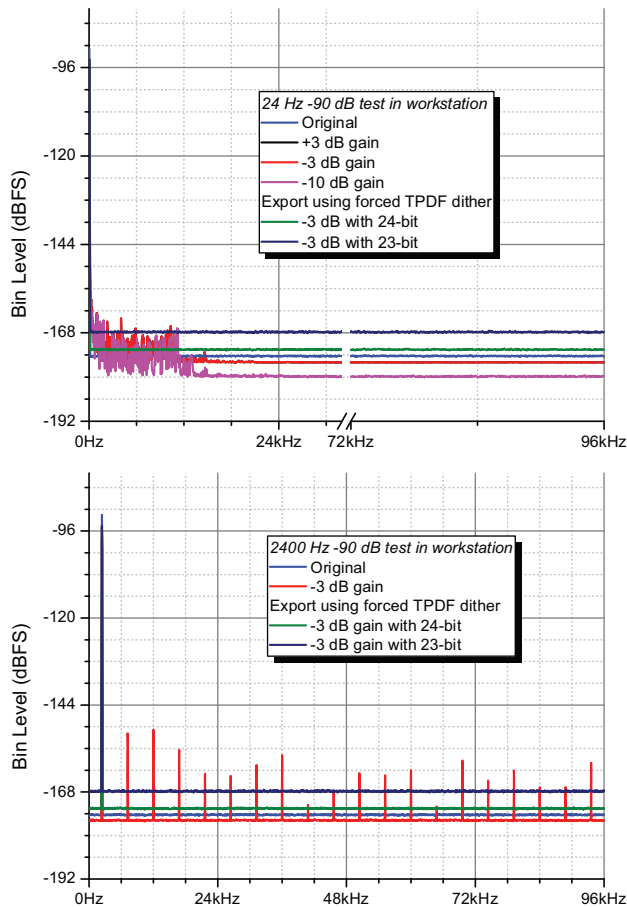 -96
-120
-144
-168
-192
Bin Level (dBFS)
24 Hz -90 dB test in workstation
Original
+3 dB gain
-3 dB gain
-10 dB gain
Export using forced TPDF dither
-3 dB with 24-bit
-3 dB with 23-bit
0Hz
24kHz
72kHz
96kHz
-96
-120
-144
-168
-192
Bin Level (dBFS)
2400 Hz -90 dB test in workstation
Original
-3 dB gain
Export using forced TPDF dither
-3 dB gain with 24-bit
-3 dB gain with 23-bit
0Hz
24kHz
48kHz
72kHz
96kHz